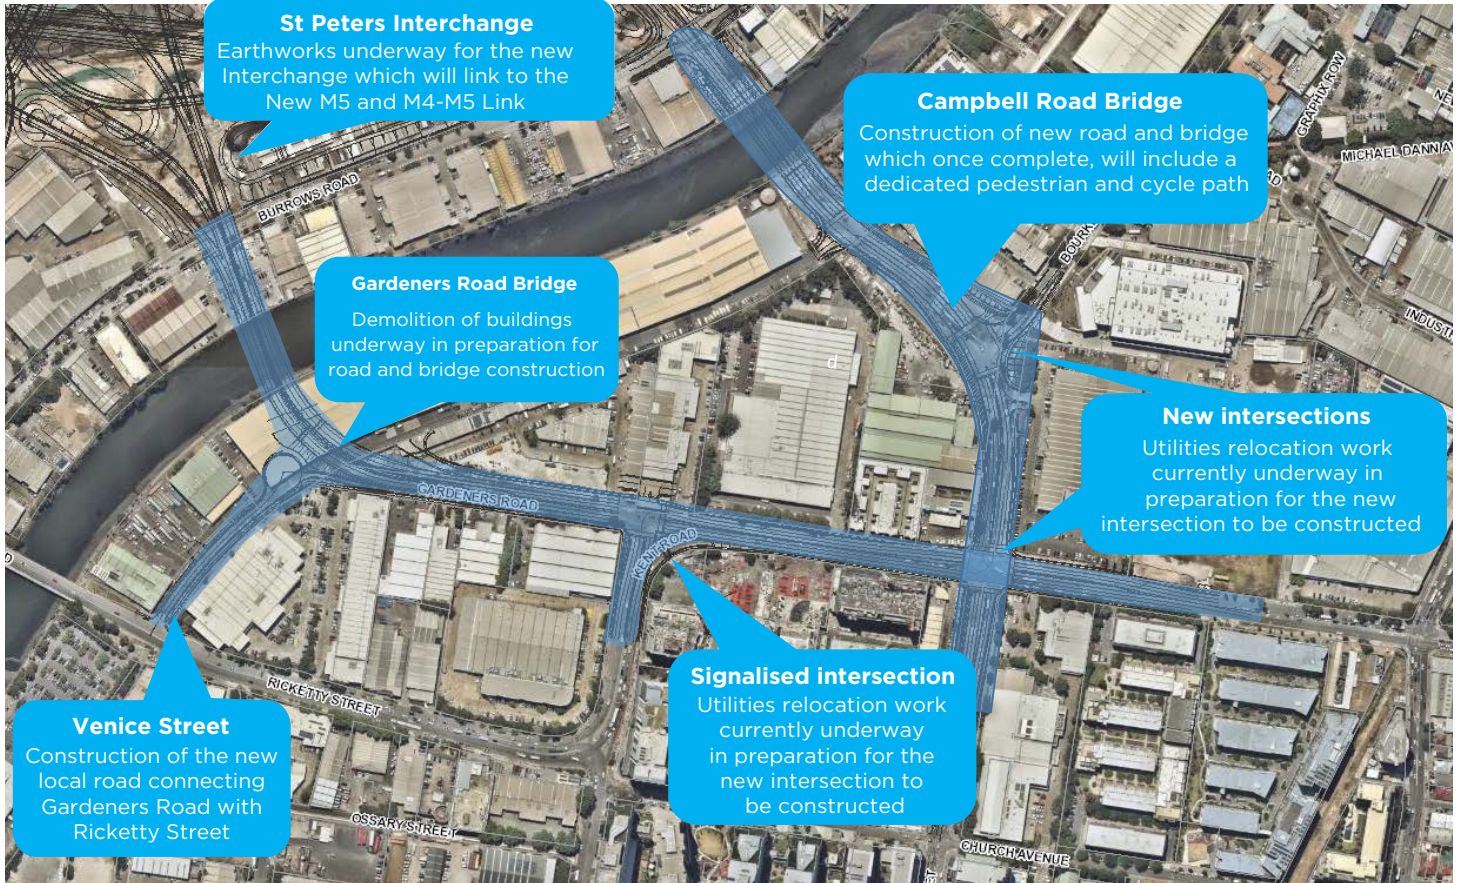 St Peters Interchange
Earthworks underway for the new
Interchange which will link to the
New M5 and M4-M5 Link
Campbell Road Bridge
Construction of new road and bridge
which once complete, will include a
dedicated pedestrian and cycle path
GRAPHIX ROW
MICHAEL DANN AV
NE
OAD
BURROWS ROAD
BOURK
INDUSTR
Gardeners Road Bridge
Demolition of buildings
underway in preparation for
road and bridge construction
d
New intersections
Utilities relocation work
currently underway in
preparation for the new
intersection to be constructed
GARDENERS ROAD
KENT ROAD
D
Signalised intersection
Utilities relocation work
currently underway
in preparation for the
new intersection to
be constructed
RICKETTY STREET
Venice Street
Construction of the new
local road connecting
Gardeners Road with
Ricketty Street
OSSARY STREET
CHURCH AVENUE
ET